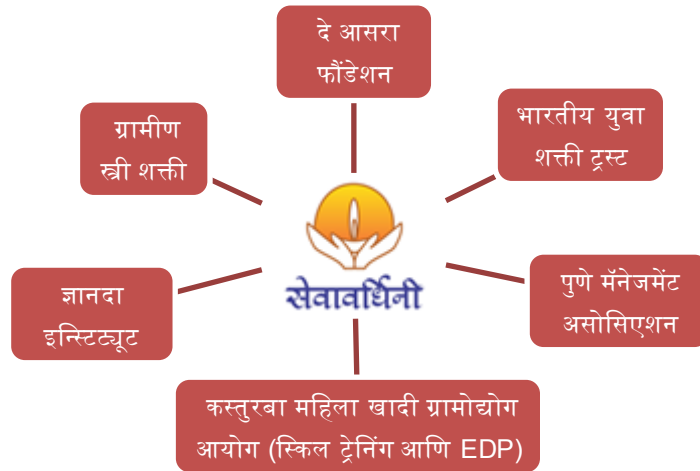 दे आसरा
फौंडेशन
ग्रामीण
स्त्री शक्ती
भारतीय युवा
शक्ती ट्रस्ट
सेवावर्धिनी
ज्ञानदा
इन्स्टिट्यूट
पुणे मॅनेजमेंट
असोसिएशन
कस्तुरबा महिला खादी ग्रामोद्योग
आयोग (स्किल ट्रेनिंग आणि EDP)